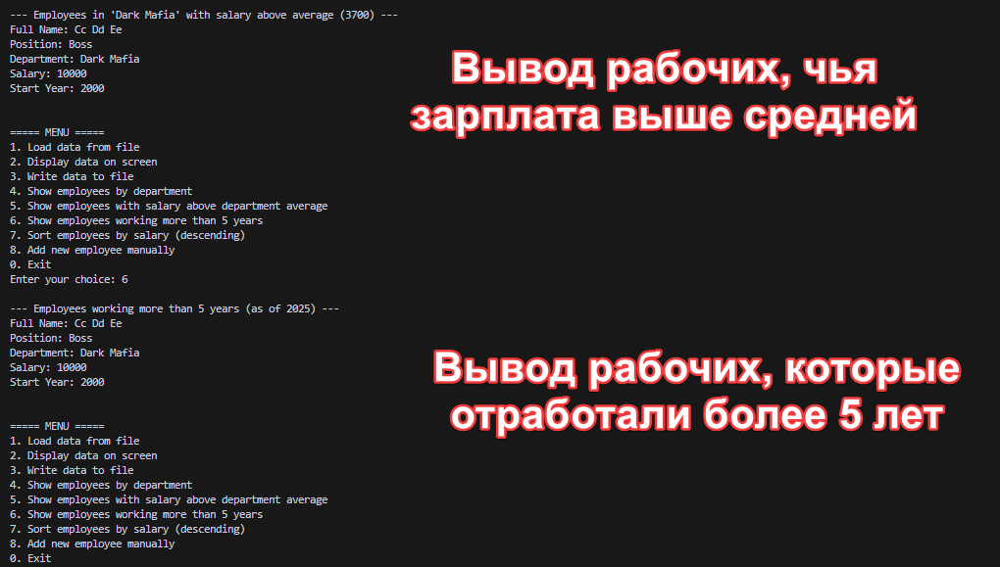 --- Employees in 'Dark Mafia' with salary above average (3700) ---
Full Name: Cc Dd Ee
Position: Boss
Department: Dark Mafia
Salary: 10000
Start Year: 2000
Вывод рабочих, чья
зарплата выше средней
===== MENU =====
1. Load data from file
2. Display data on screen
3. Write data to file
4. Show employees by department
5. Show employees with salary above department average
6. Show employees working more than 5 years
7. Sort employees by salary (descending)
8. Add new employee manually
0. Exit
Enter your choice: 6
--- Employees working more than 5 years (as of 2025) ---
Full Name: Cc Dd Ee
Position: Boss
Department: Dark Mafia
Salary: 10000
Start Year: 2000
Вывод рабочих, которые
отработали более 5 лет
===== MENU =====
1. Load data from file
2. Display data on screen
3. Write data to file
4. Show employees by department
5. Show employees with salary above department average
6. Show employees working more than 5 years
7. Sort employees by salary (descending)
8. Add new employee manually
0. Exit